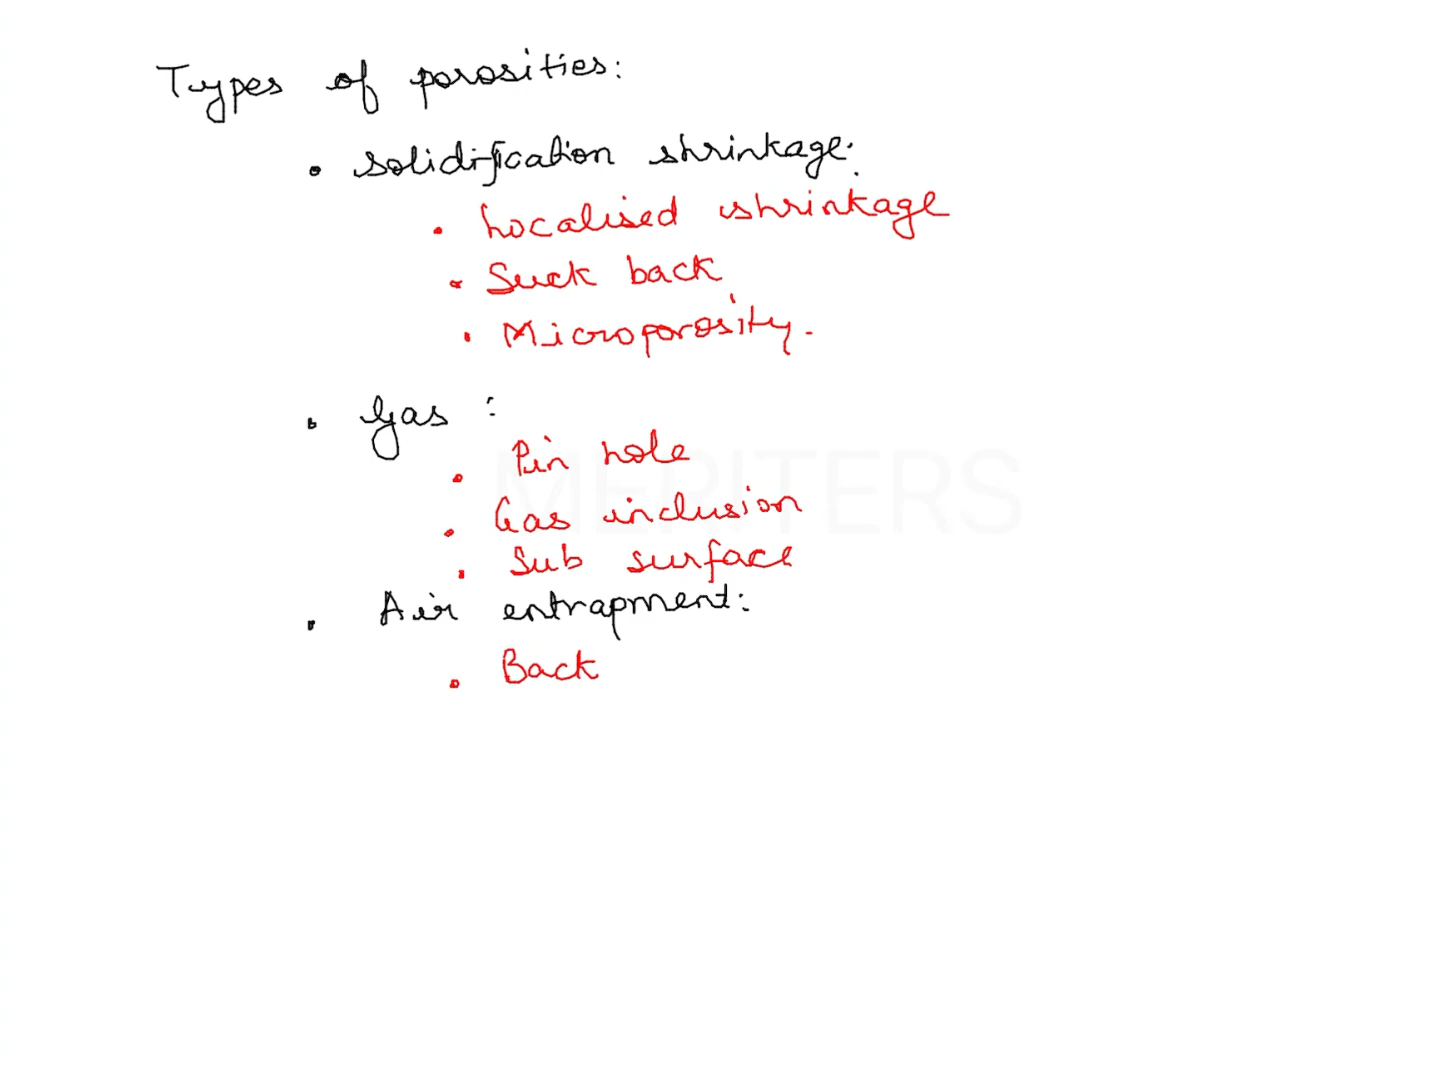 Types of porosities:
• Solidification shrinkage:
• Localised shrinkage
• Suck back
• Microporosity.
• Gas :
• Pin hole
• Gas inclusion
• Sub surface
• Air entrapment:
• Back
MERITERS